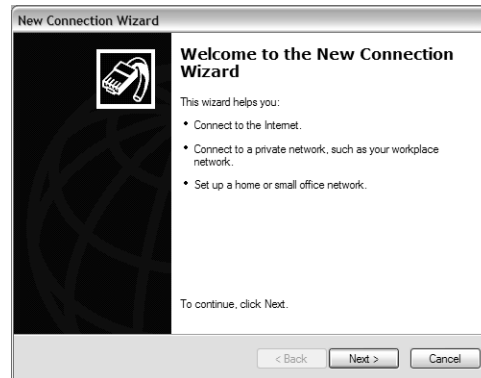 New Connection Wizard
Welcome to the New Connection
Wizard
This wizard helps you:
• Connect to the Internet.
• Connect to a private network, such as your workplace
network.
• Set up a home or small office network.
To continue, click Next.
< Back Next > Cancel